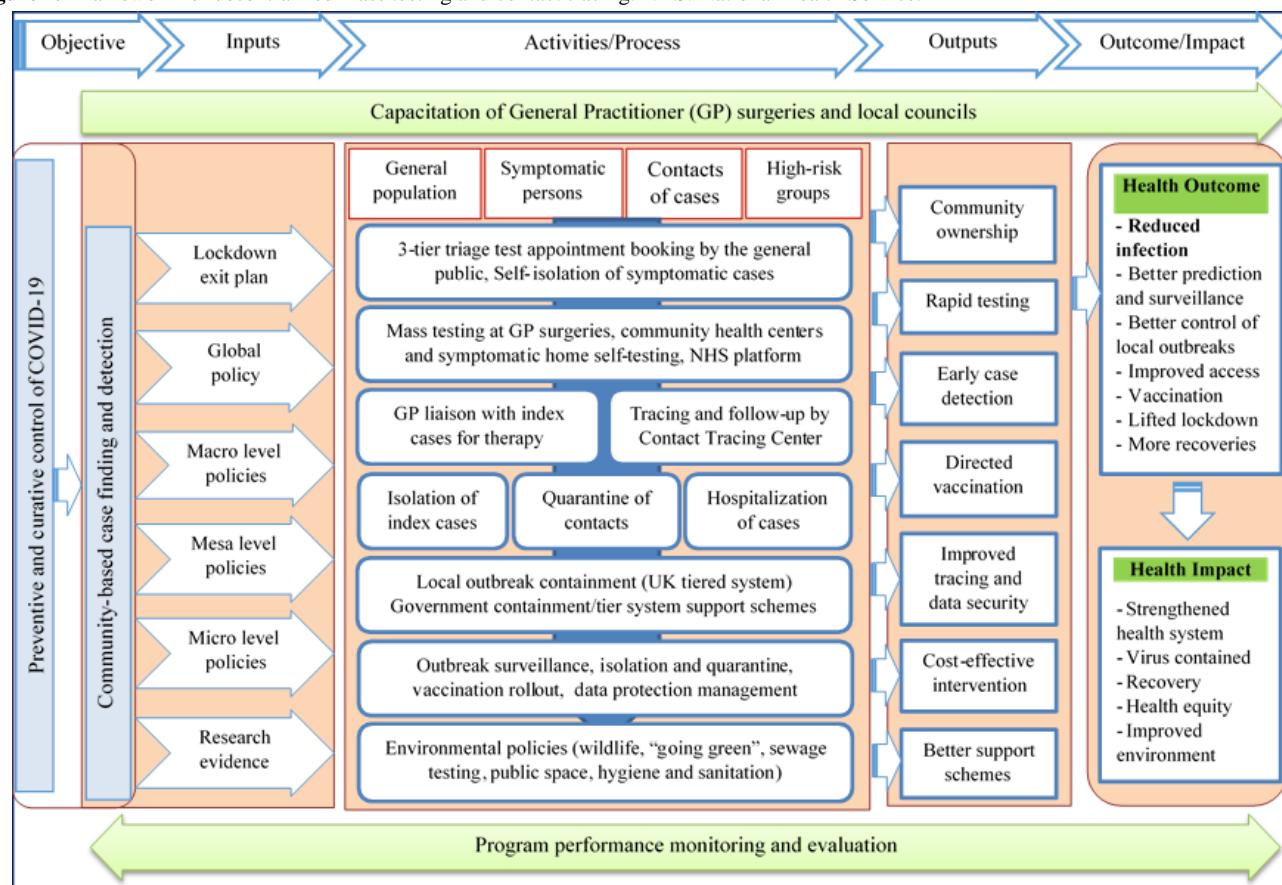 Objective
Inputs
Activities/Process
Outputs
Outcome/Impact
Capacitation of General Practitioner (GP) surgeries and local councils
Preventive and curative control of COVID-19
Community-based case finding and detection
Lockdown
exit plan
Global
policy
Macro level
policies
Mesa level
policies
Micro level
policies
Research
evidence
General
population
Symptomatic
persons
Contacts
of cases
High-risk
groups
3-tier triage test appointment booking by the general
public, Self-isolation of symptomatic cases
Mass testing at GP surgeries, community health centers
and symptomatic home self-testing, NHS platform
GP liaison with index
cases for therapy
Tracing and follow-up by
Contact Tracing Center
Isolation of
index cases
Quarantine of
contacts
Hospitalization
of cases
Local outbreak containment (UK tiered system)
Government containment/tier system support schemes
Outbreak surveillance, isolation and quarantine,
vaccination rollout, data protection management
Environmental policies (wildlife, “going green”, sewage
testing, public space, hygiene and sanitation)
Community
ownership
Rapid testing
Early case
detection
Directed
vaccination
Improved
tracing and
data security
Cost-effective
intervention
Better support
schemes
Health Outcome
- Reduced
infection
- Better prediction
and surveillance
- Better control of
local outbreaks
- Improved access
- Vaccination
- Lifted lockdown
- More recoveries
Health Impact
- Strengthened
health system
- Virus contained
- Recovery
- Health equity
- Improved
environment
Program performance monitoring and evaluation